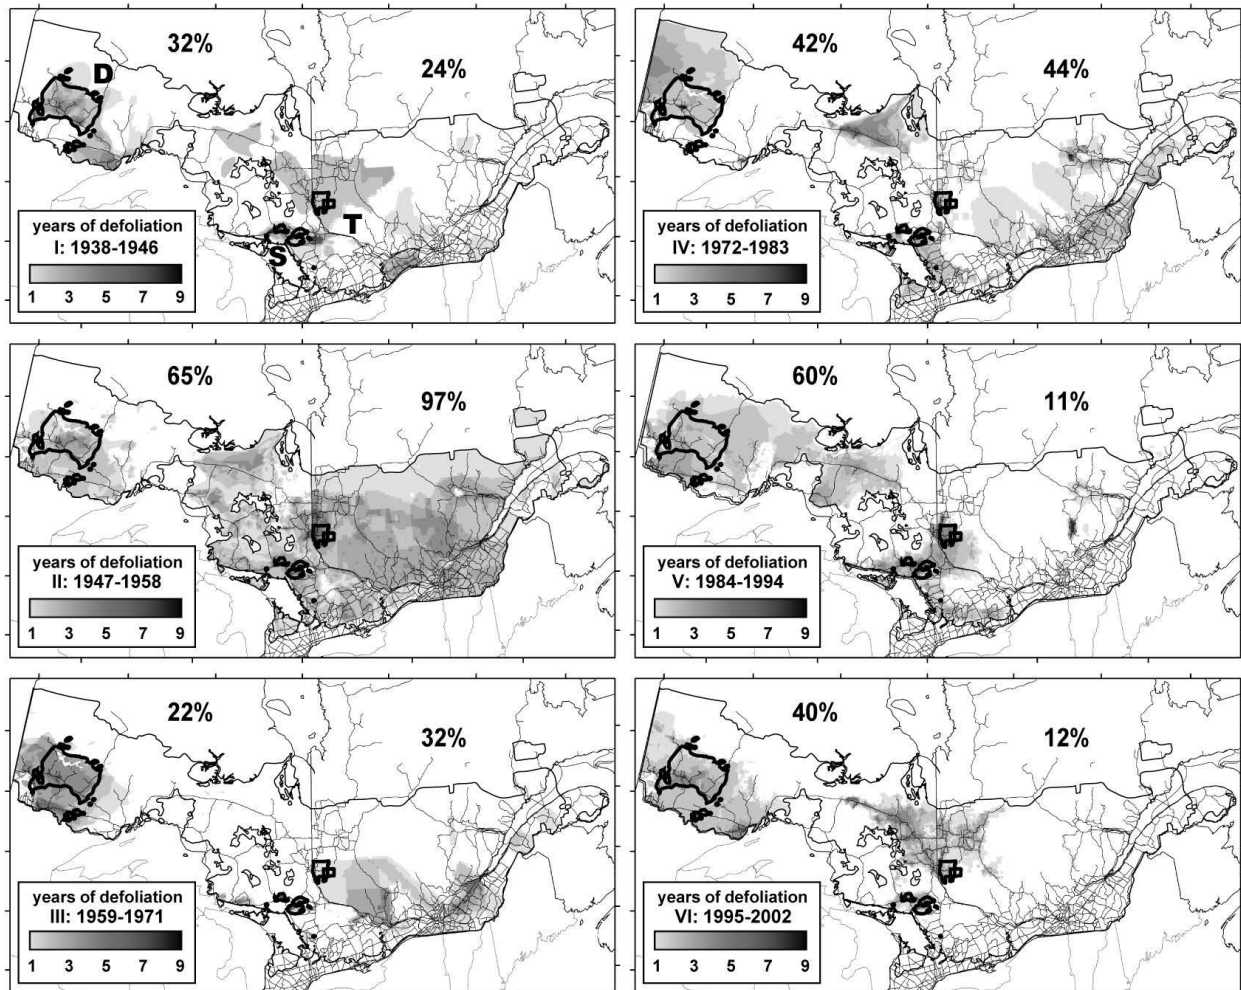 32%
24%
D
T
S
years of defoliation
I: 1938-1946
1 3 5 7 9
42%
44%
years of defoliation
IV: 1972-1983
1 3 5 7 9
65%
97%
years of defoliation
II: 1947-1958
1 3 5 7 9
60%
11%
years of defoliation
V: 1984-1994
1 3 5 7 9
22%
32%
years of defoliation
III: 1959-1971
1 3 5 7 9
40%
12%
years of defoliation
VI: 1995-2002
1 3 5 7 9